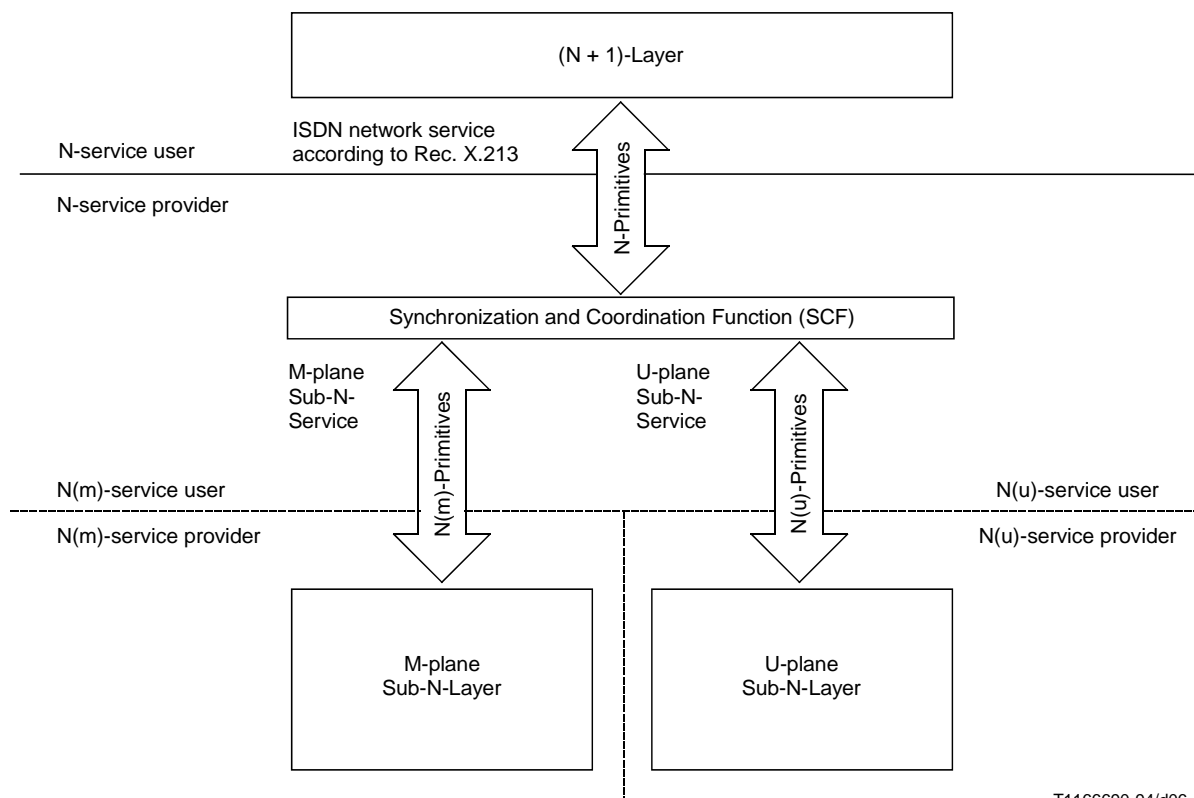 (N + 1)-Layer
ISDN network service
according to Rec. X.213
N-service user
N-service provider
N-Primitives
Synchronization and Coordination Function (SCF)
M-plane
Sub-N-
Service
N(m)-Primitives
U-plane
Sub-N-
Service
N(u)-Primitives
N(m)-service user
N(u)-service user
N(m)-service provider
N(u)-service provider
M-plane
Sub-N-Layer
U-plane
Sub-N-Layer